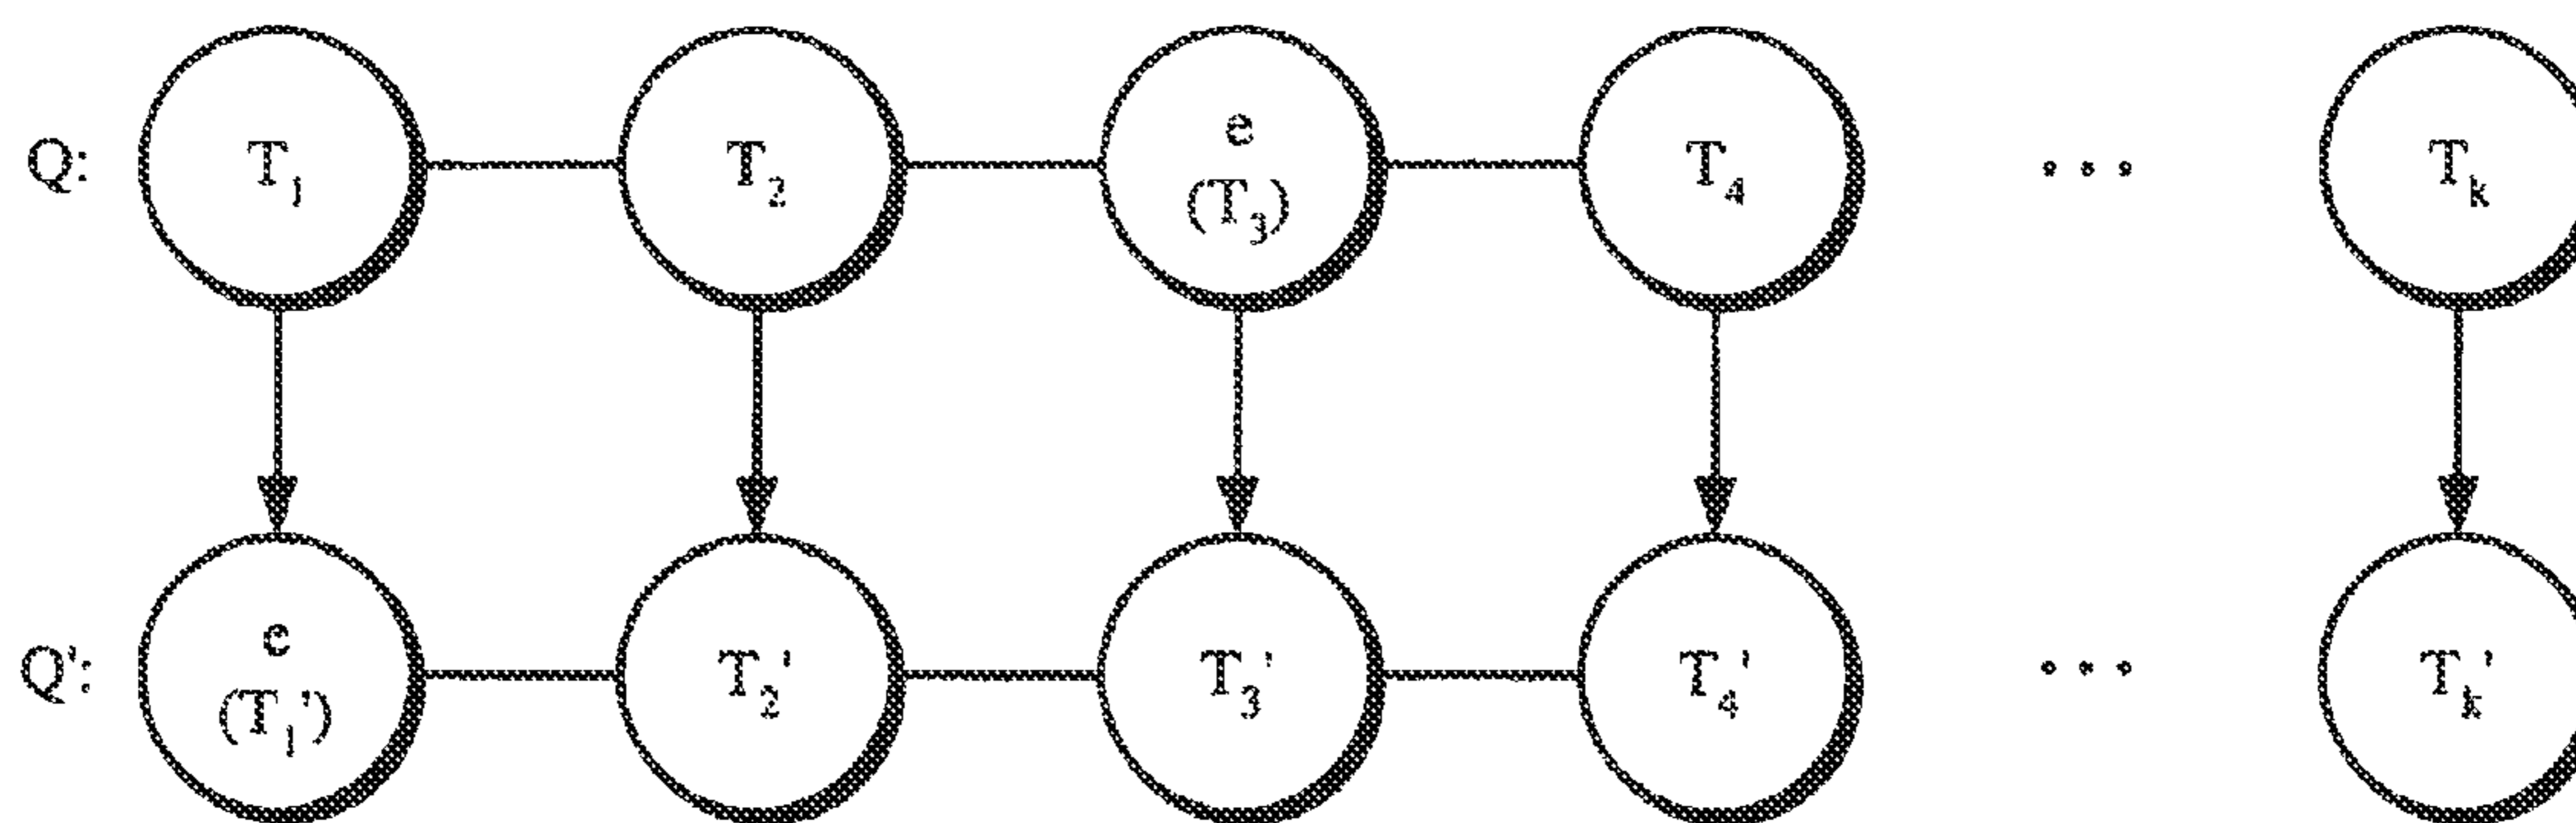 Q: T₁ T₂ e (T₃) T₄ ... Tₖ
Q': e (T₁') T₂' T₃' T₄' ... Tₖ'